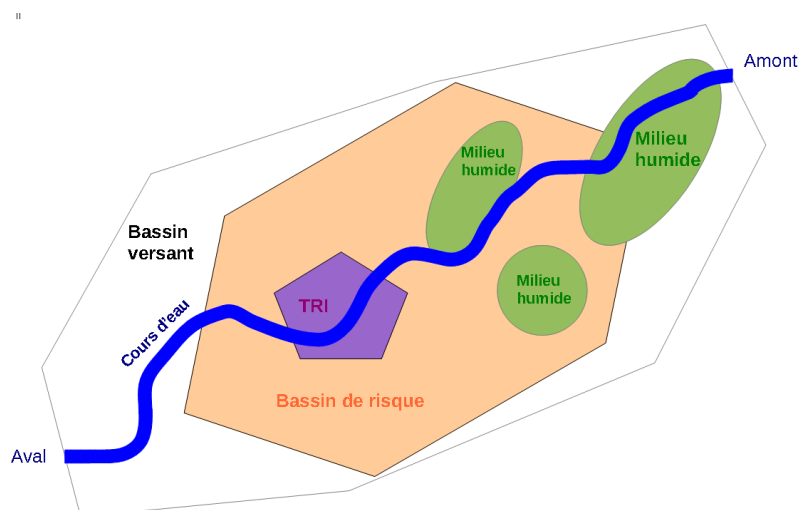 Amont
Milieu
humide
Milieu
humide
Bassin
versant
Milieu
humide
TRI
Cours d'eau
Bassin de risque
Aval